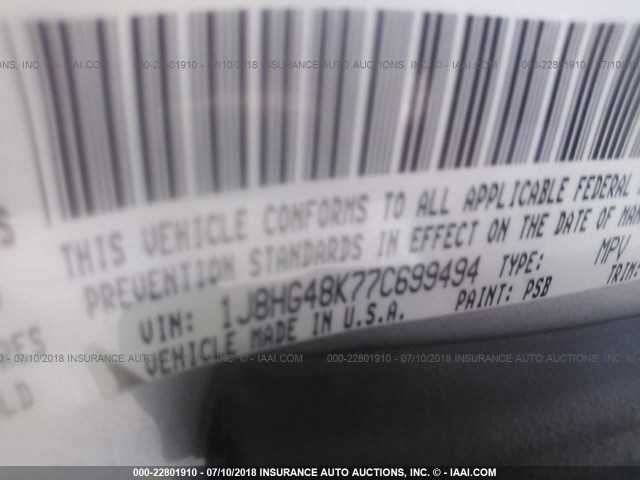 000-22801910 - 07/10/2018 INSURANCE AUTO AUCTIONS, INC. - © IAAI.COM
THIS VEHICLE CONFORMS TO ALL APPLICABLE FEDERAL
PREVENTION STANDARDS IN EFFECT ON THE DATE OF MAN
VIN: 1J8HG48K77C699494 TYPE: MPV
VEHICLE MADE IN U.S.A. PAINT: PSB TRIM:
000-22801910 - 07/10/2018 INSURANCE AUTO AUCTIONS, INC. - © IAAI.COM
000-22801910 - 07/10/2018 INSURANCE AUTO AUCTIONS, INC. - © IAAI.COM